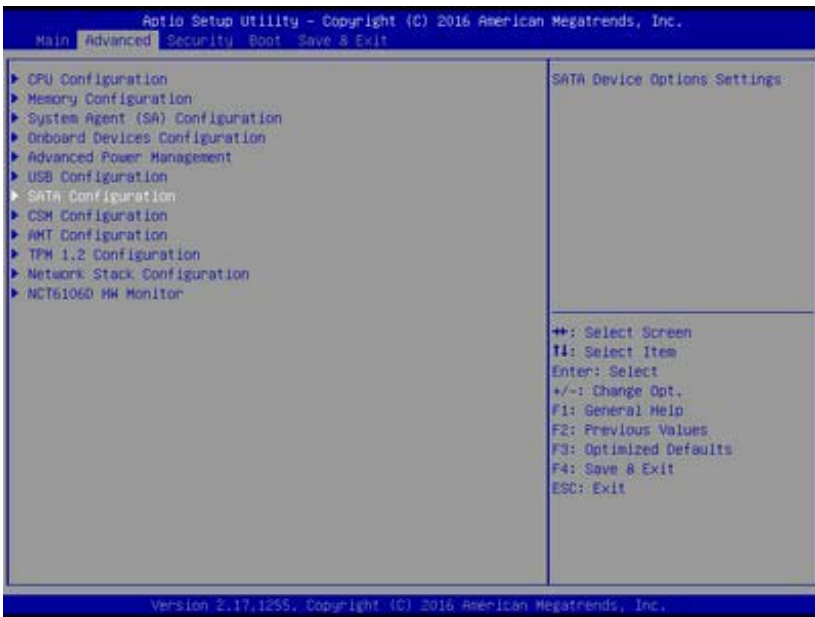 Aptio Setup Utility – Copyright (C) 2016 American Megatrends, Inc.
Main Advanced Security Boot Save & Exit
CPU Configuration
Memory Configuration
System Agent (SA) Configuration
Onboard Devices Configuration
Advanced Power Management
USB Configuration
SATA Configuration
CSM Configuration
AMT Configuration
TPM 1.2 Configuration
Network Stack Configuration
NCT6106D HW Monitor
SATA Device Options Settings
↔: Select Screen
↑↓: Select Item
Enter: Select
+/-: Change Opt.
F1: General Help
F2: Previous Values
F3: Optimized Defaults
F4: Save & Exit
ESC: Exit
Version 2.17.1255. Copyright (C) 2016 American Megatrends, Inc.